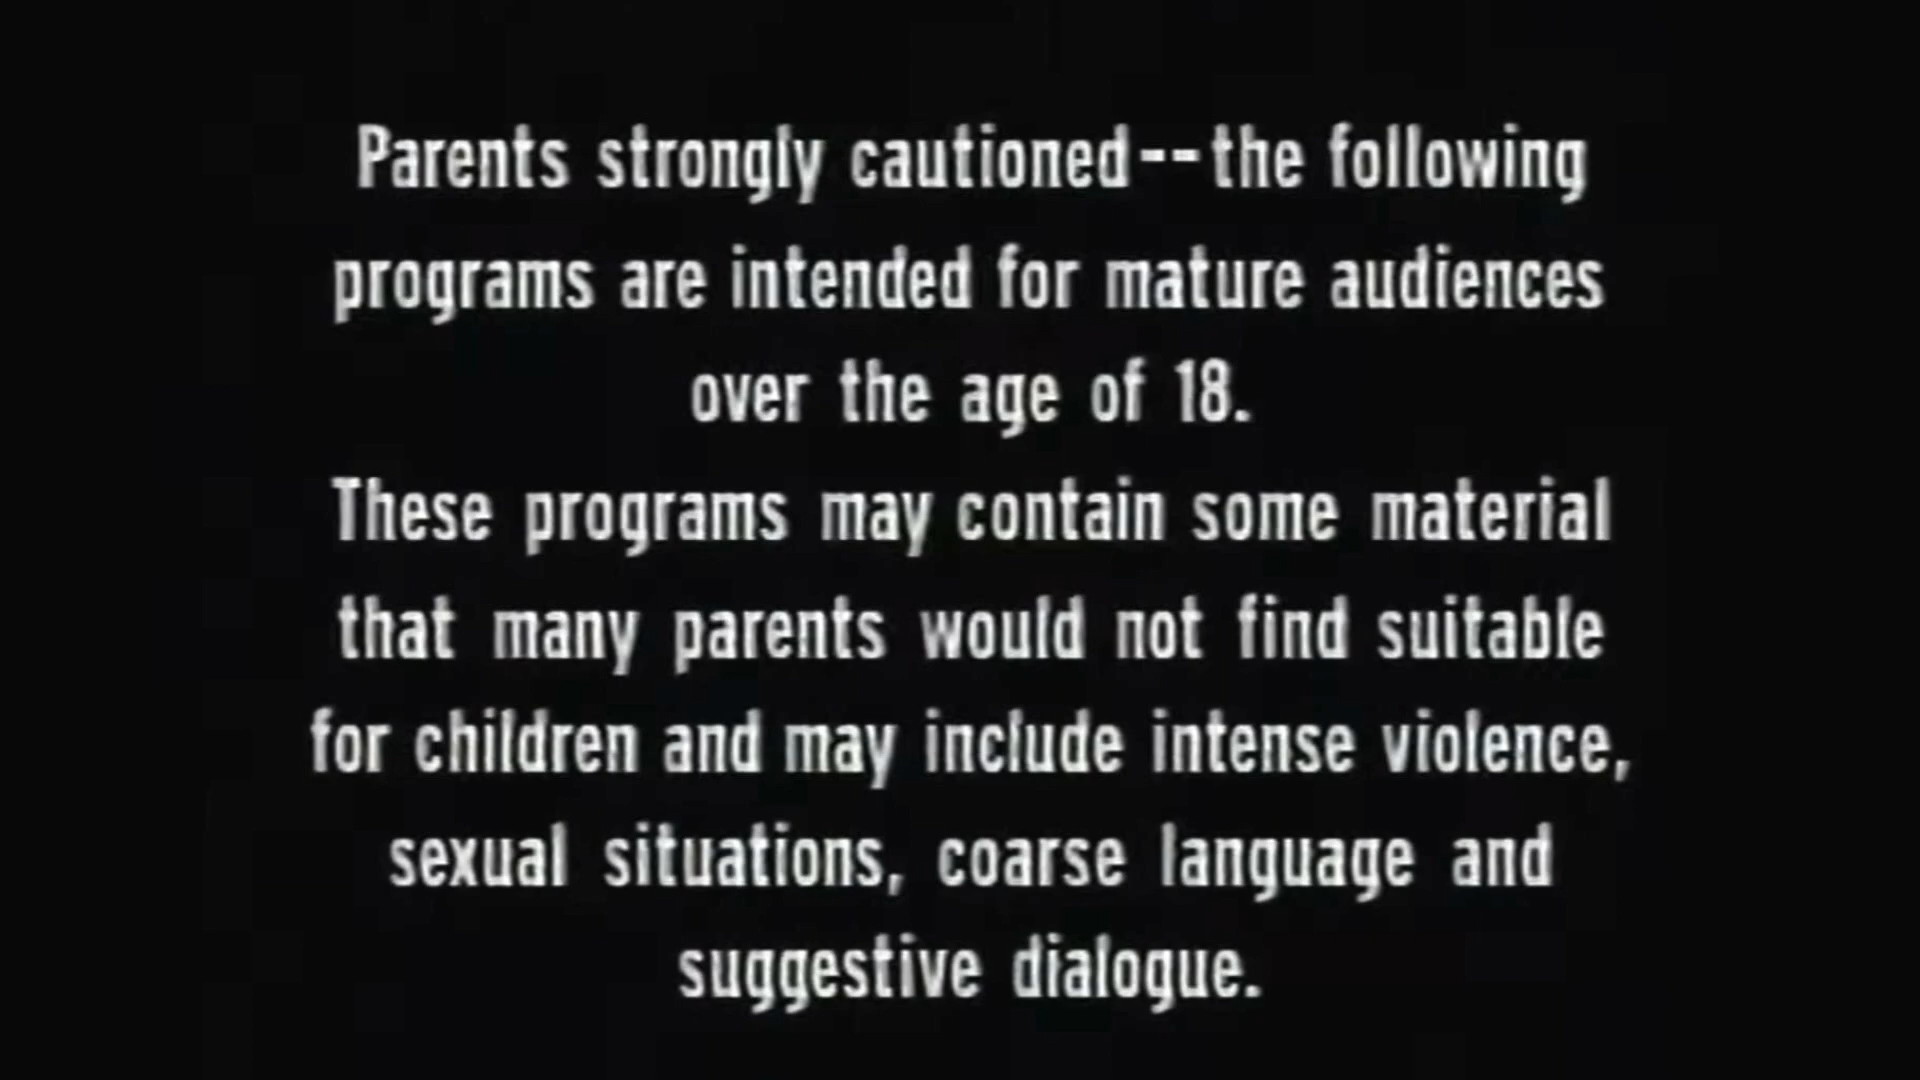 Parents strongly cautioned--the following
programs are intended for mature audiences
over the age of 18.
These programs may contain some material
that many parents would not find suitable
for children and may include intense violence,
sexual situations, coarse language and
suggestive dialogue.